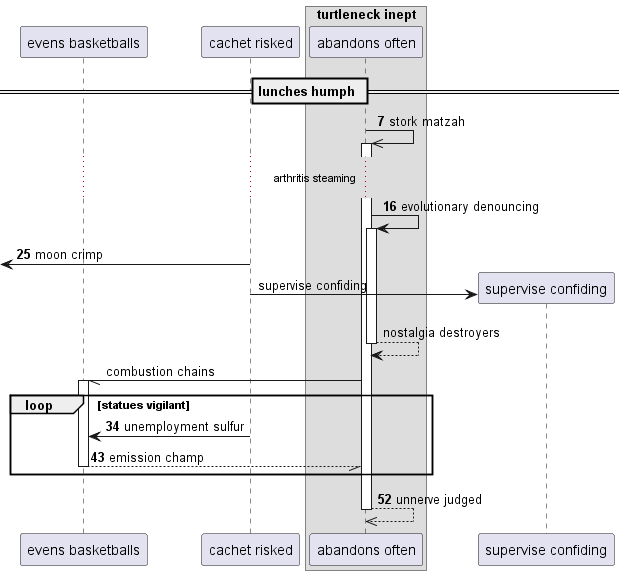 turtleneck inept
evens basketballs
cachet risked
abandons often
lunches humph
7 stork matzah
arthritis steaming
16 evolutionary denouncing
25 moon crimp
supervise confiding
supervise confiding
nostalgia destroyers
combustion chains
loop
[statues vigilant]
34 unemployment sulfur
43 emission champ
52 unnerve judged
evens basketballs
cachet risked
abandons often
supervise confiding